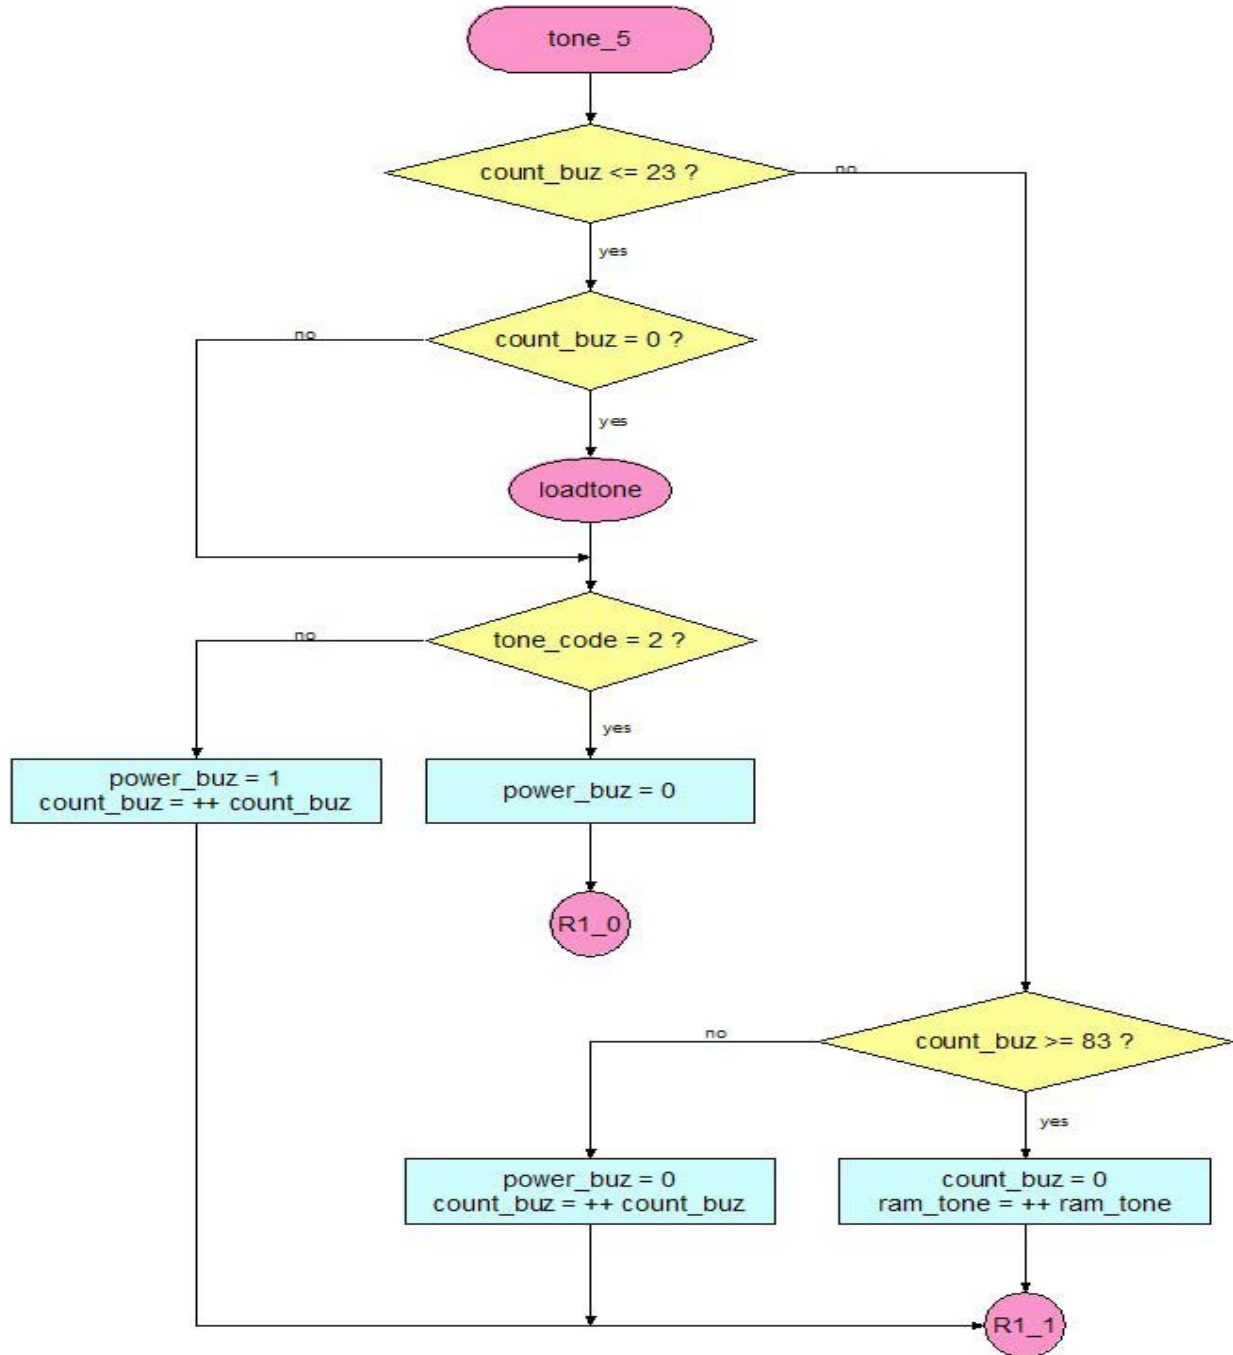 tone_5
count_buz <= 23 ?
no
yes
count_buz = 0 ?
no
yes
loadtone
tone_code = 2 ?
no
yes
power_buz = 1
count_buz = ++ count_buz
power_buz = 0
R1_0
count_buz >= 83 ?
no
yes
power_buz = 0
count_buz = ++ count_buz
count_buz = 0
ram_tone = ++ ram_tone
R1_1